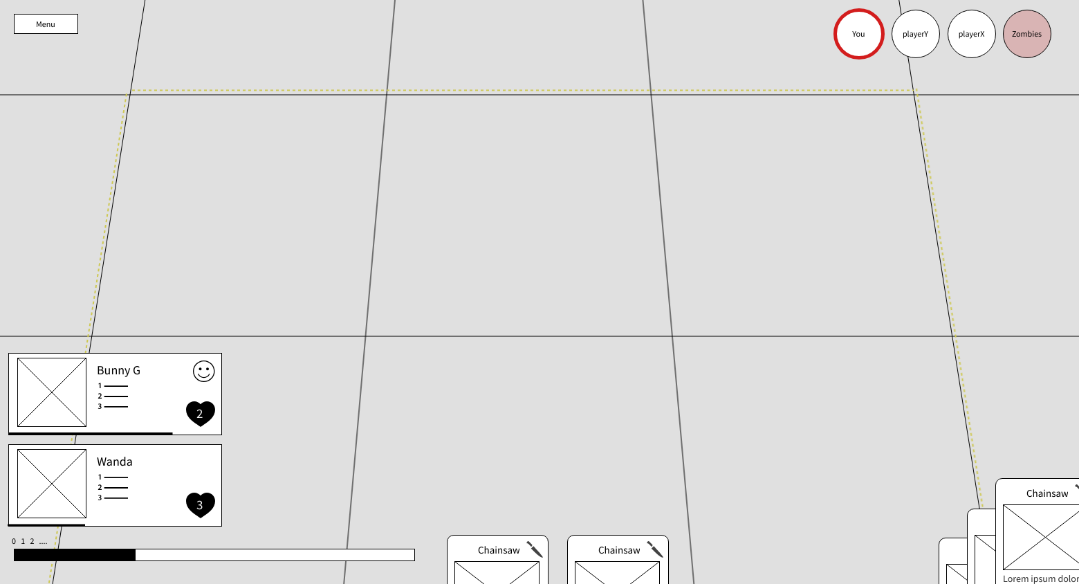 Menu
You
playerY
playerX
Zombies
Bunny G
1
2
3
2
Wanda
1
2
3
3
0 1 2 ....
Chainsaw
Chainsaw
Chainsaw
Lorem ipsum dolor